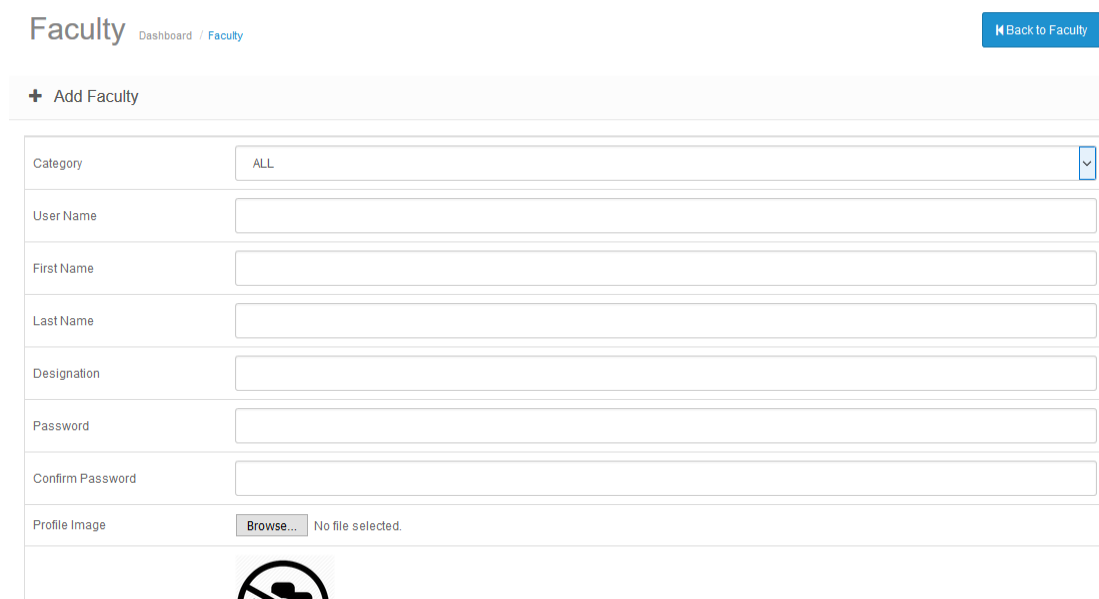 Faculty Dashboard / Faculty Back to Faculty
+ Add Faculty
Category ALL
User Name
First Name
Last Name
Designation
Password
Confirm Password
Profile Image Browse... No file selected.